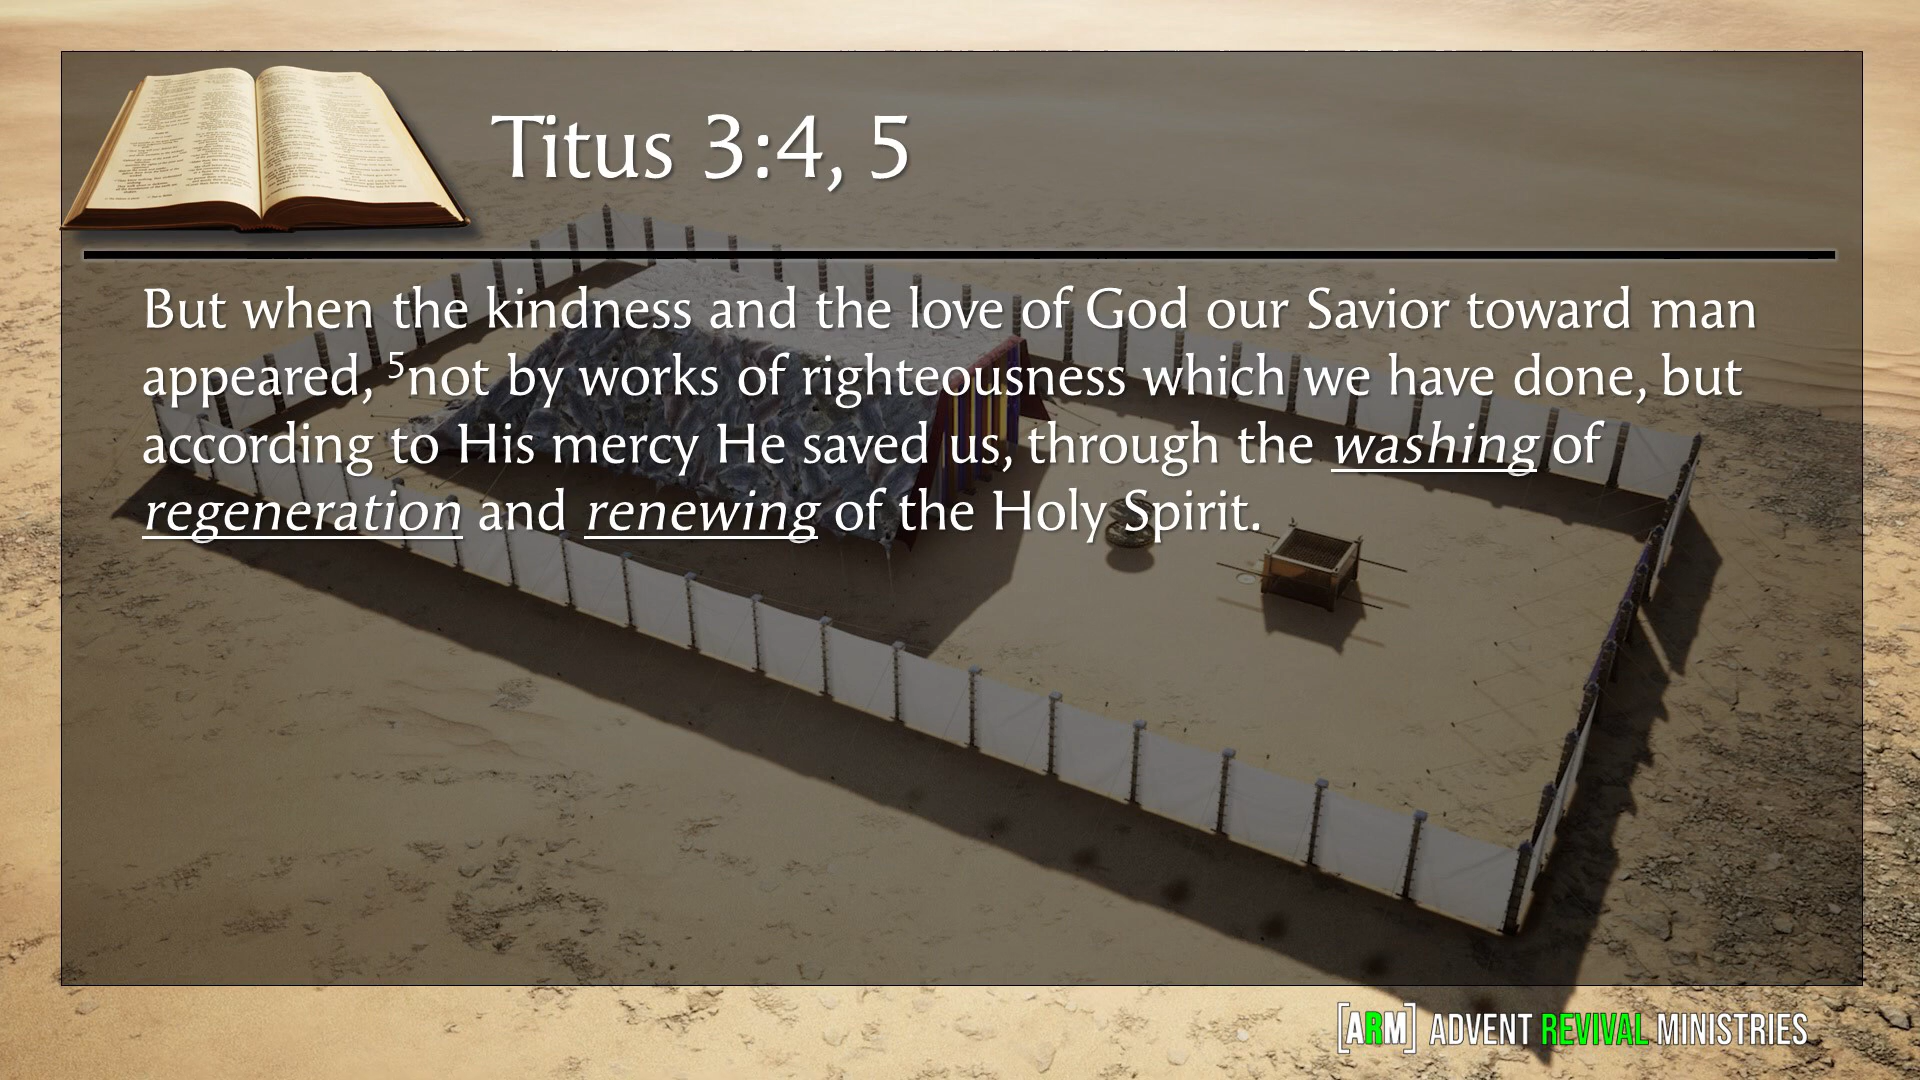 Titus 3:4, 5
But when the kindness and the love of God our Savior toward man
appeared, ⁵not by works of righteousness which we have done, but
according to His mercy He saved us, through the washing of
regeneration and renewing of the Holy Spirit.
[ARM] ADVENT REVIVAL MINISTRIES